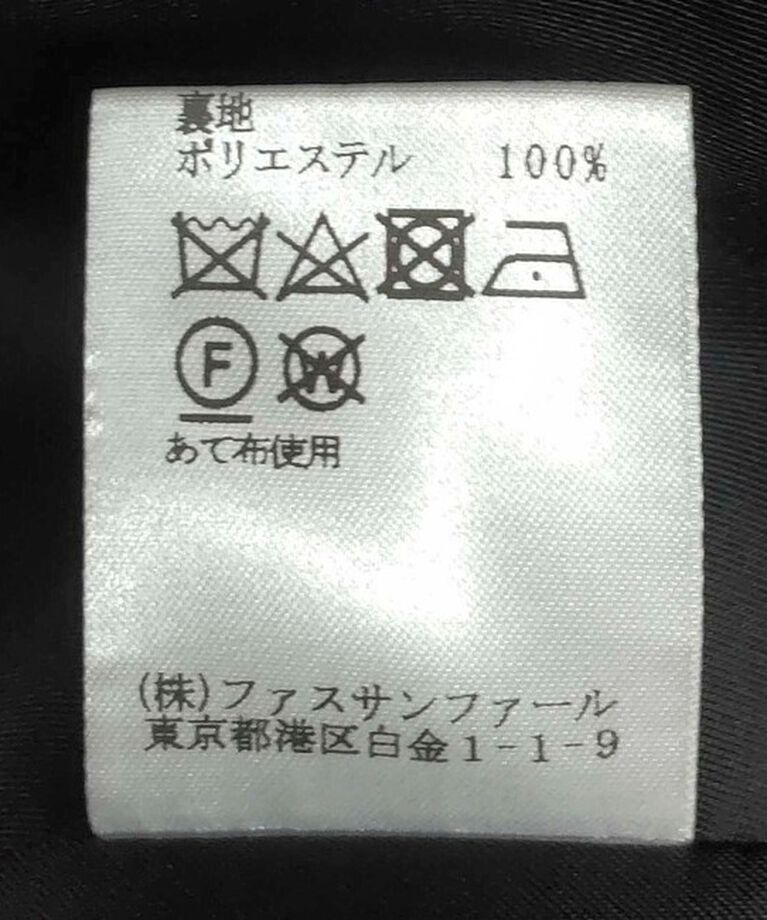 裏地
ポリエステル 100%
F W
あて布使用
(株)ファスサンファール
東京都港区白金1-1-9